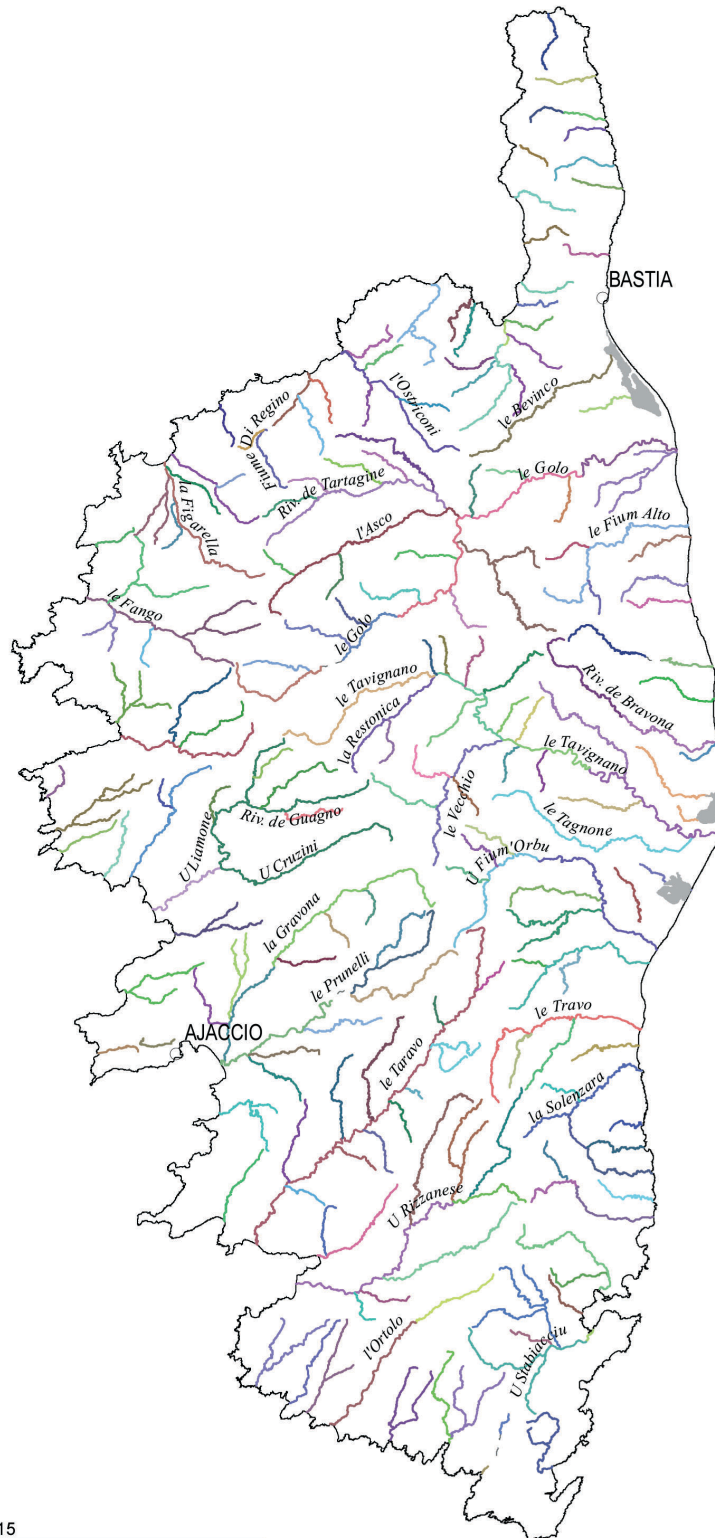 BASTIA
Fiume Di Regino
l'Ostriconi
le Bevinco
la Figarella
Riv. de Tartagine
le Golo
l'Asco
le Fium Alto
le Fango
le Golo
le Tavignano
la Restonica
Riv. de Bravona
le Tavignano
U Liamone
Riv. de Guagno
le Vecchio
le Tagnone
U Cruzini
U Fium'Orbu
la Gravona
le Prunelli
le Travo
AJACCIO
le Taravo
la Solenzara
U Rizzanese
l'Ortolo
U Stabiacciu
15